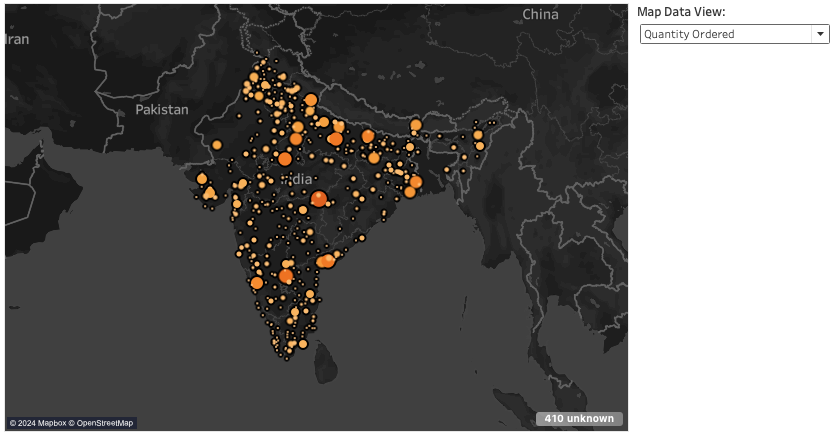 China
Map Data View:
Quantity Ordered
Iran
Pakistan
India
© 2024 Mapbox © OpenStreetMap
410 unknown